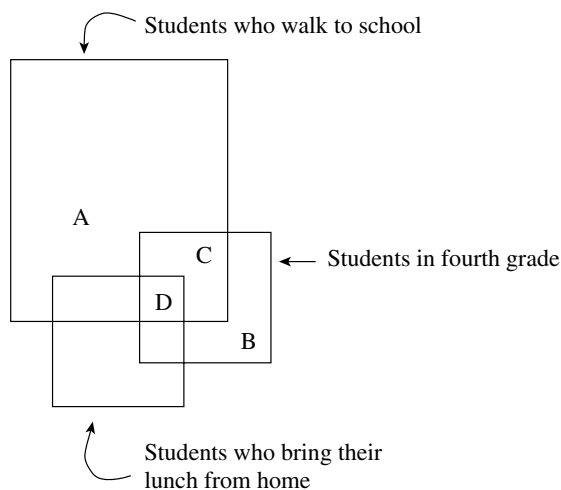 Students who walk to school
A
C
Students in fourth grade
D
B
Students who bring their
lunch from home